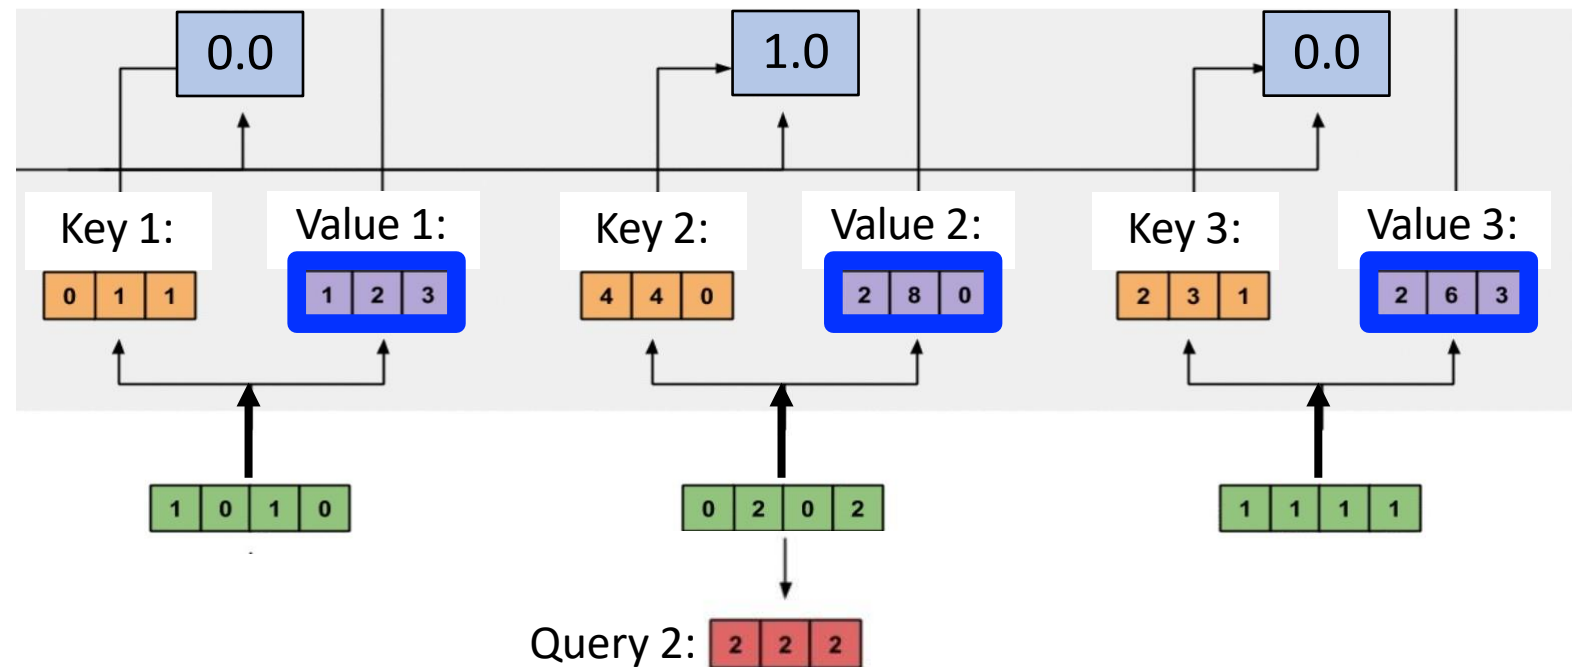 0.0 1.0 0.0
Key 1: Value 1: Key 2: Value 2: Key 3: Value 3:
0 1 1 1 2 3 4 4 0 2 8 0 2 3 1 2 6 3
1 0 1 0 0 2 0 2 1 1 1 1
Query 2: 2 2 2